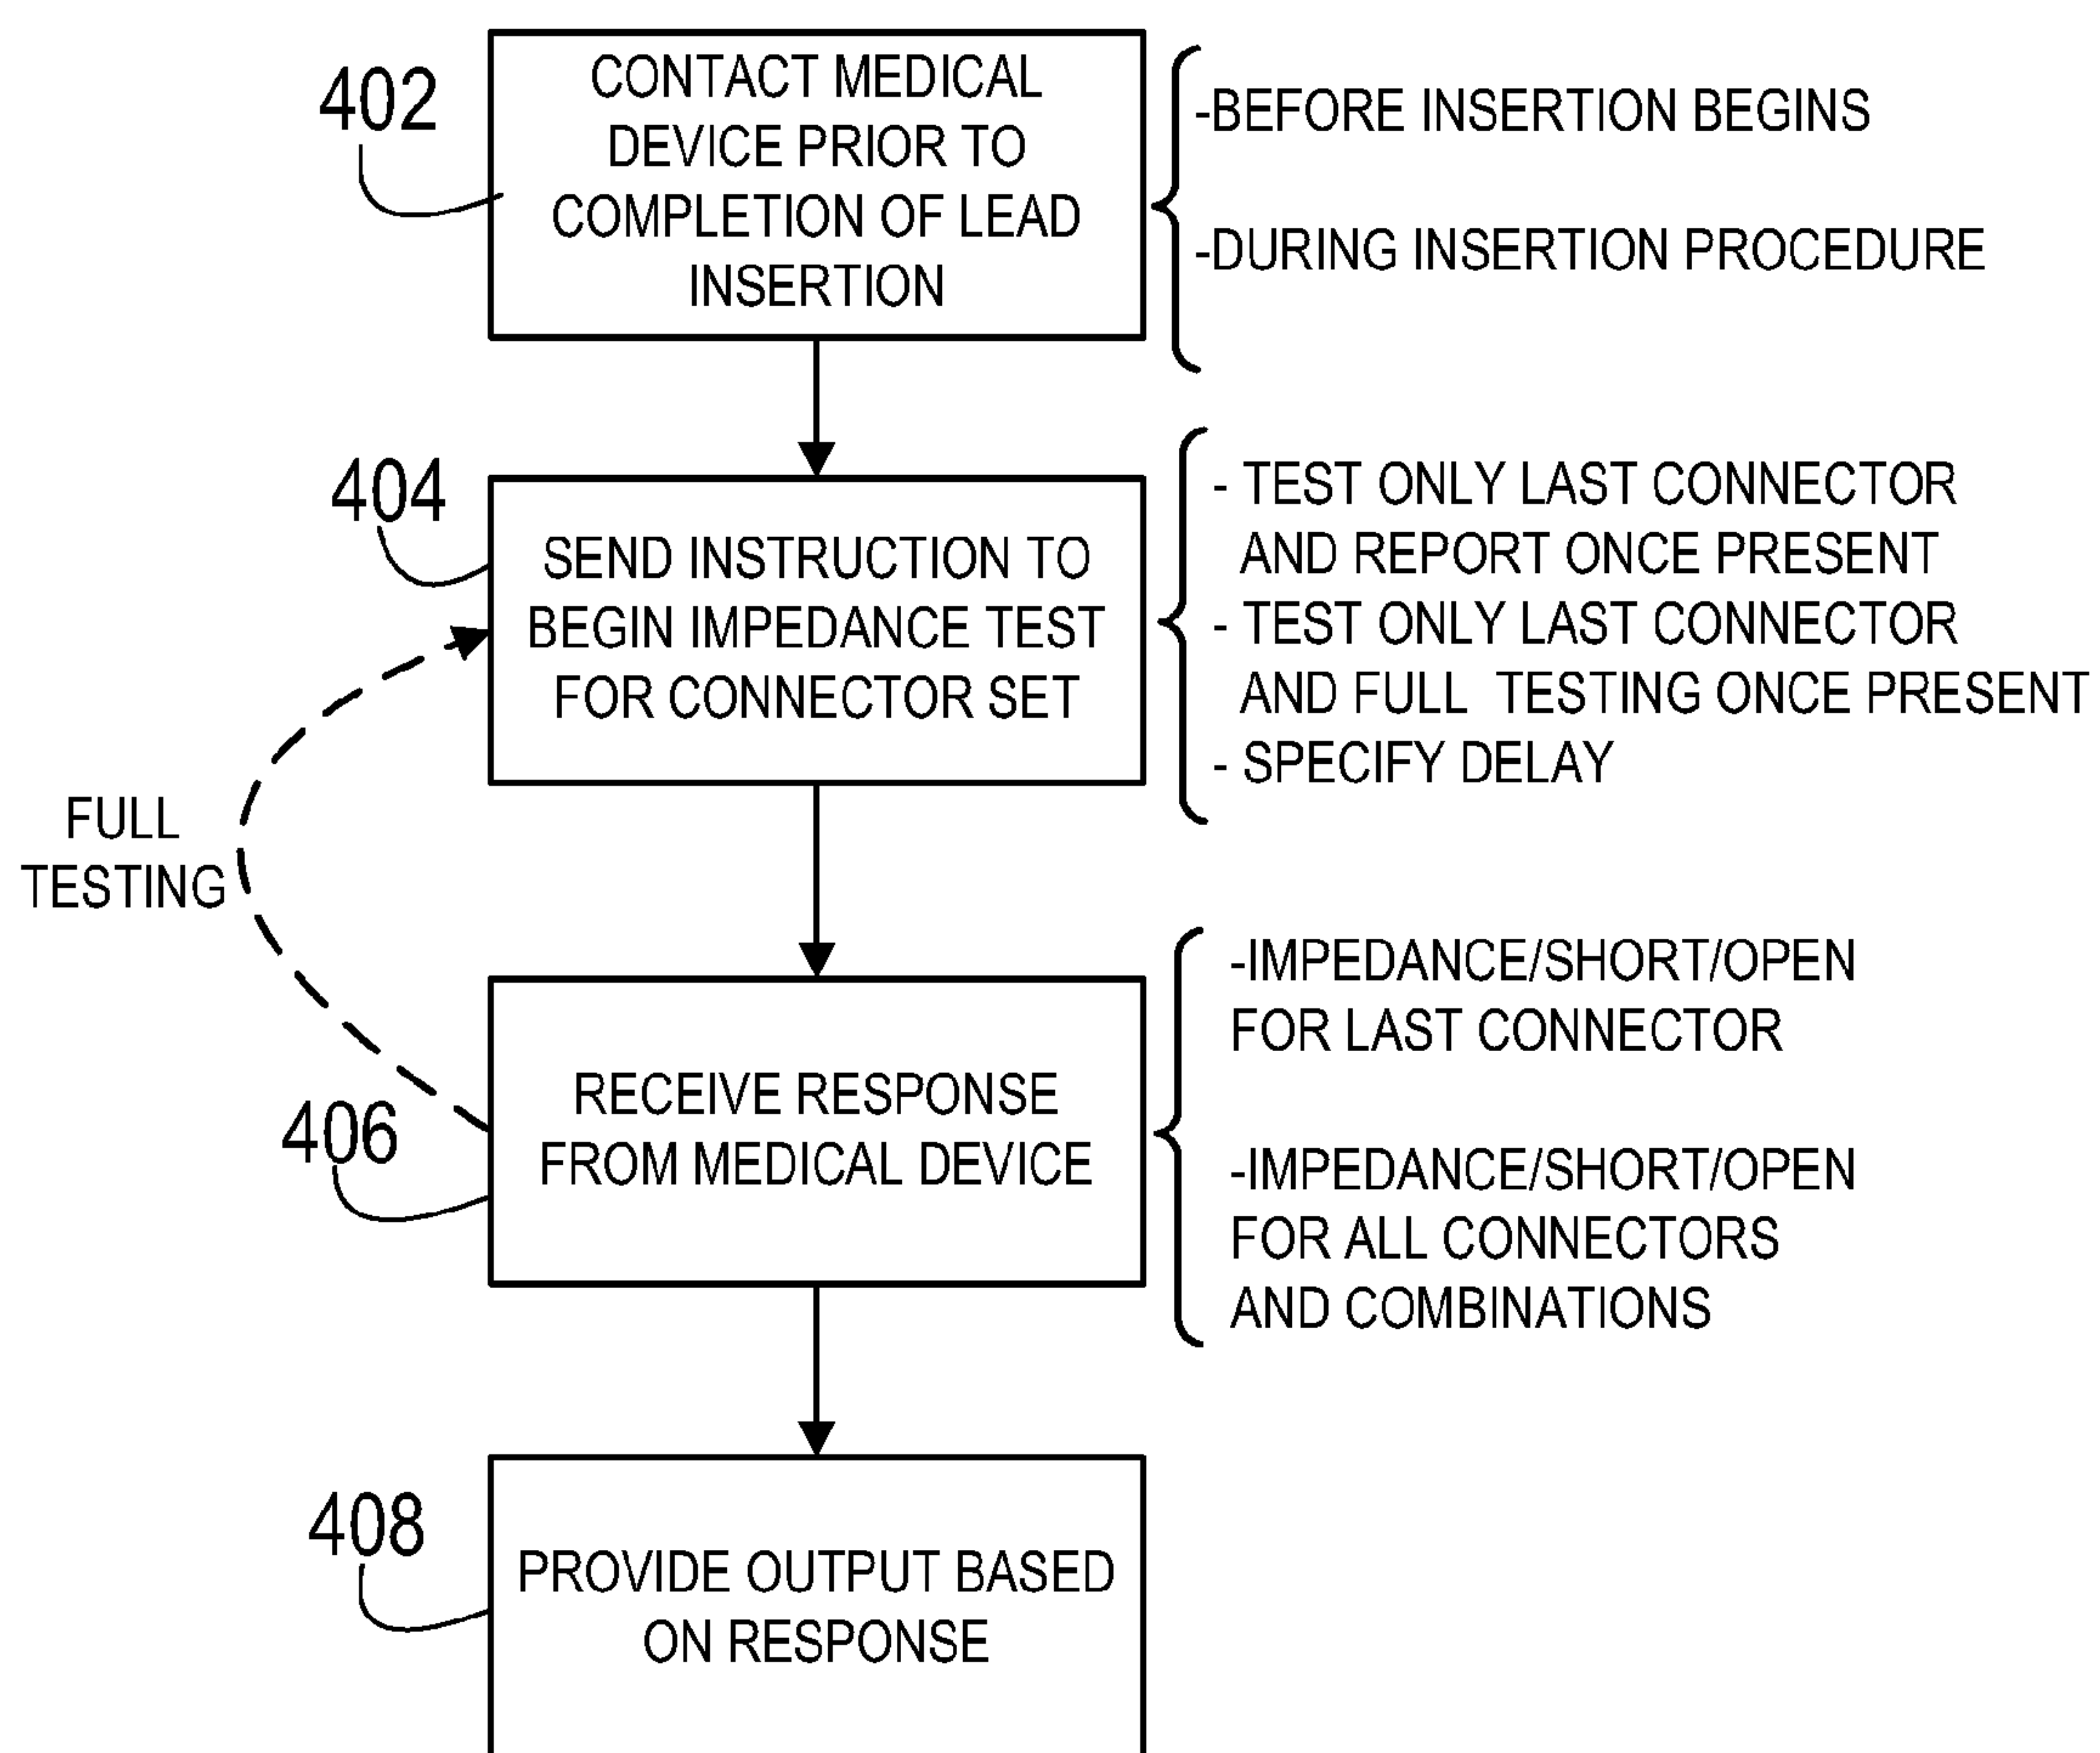 402
CONTACT MEDICAL
DEVICE PRIOR TO
COMPLETION OF LEAD
INSERTION
-BEFORE INSERTION BEGINS
-DURING INSERTION PROCEDURE
404
SEND INSTRUCTION TO
BEGIN IMPEDANCE TEST
FOR CONNECTOR SET
- TEST ONLY LAST CONNECTOR
AND REPORT ONCE PRESENT
- TEST ONLY LAST CONNECTOR
AND FULL TESTING ONCE PRESENT
- SPECIFY DELAY
FULL
TESTING
406
RECEIVE RESPONSE
FROM MEDICAL DEVICE
-IMPEDANCE/SHORT/OPEN
FOR LAST CONNECTOR
-IMPEDANCE/SHORT/OPEN
FOR ALL CONNECTORS
AND COMBINATIONS
408
PROVIDE OUTPUT BASED
ON RESPONSE